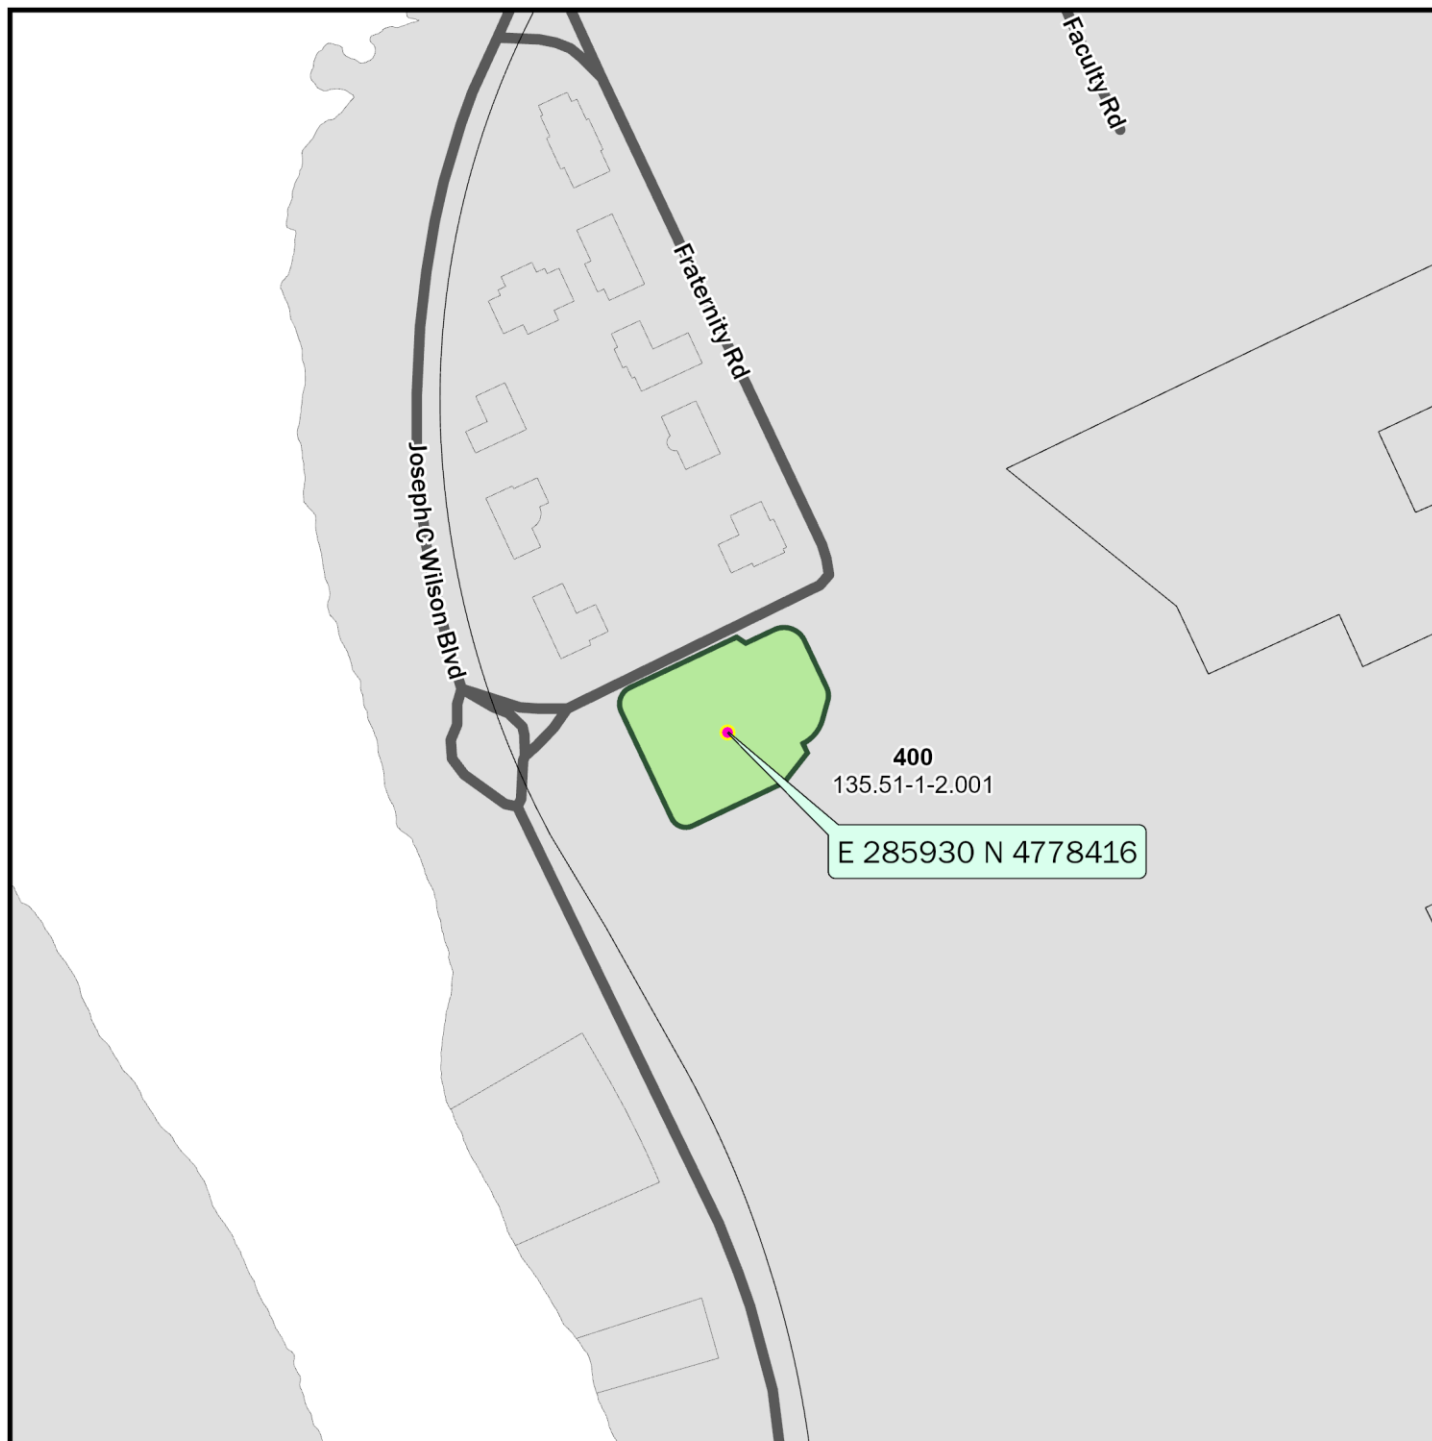 Faculty Rd
Fraternity Rd
Joseph C Wilson Blvd
400
135.51-1-2.001
E 285930 N 4778416